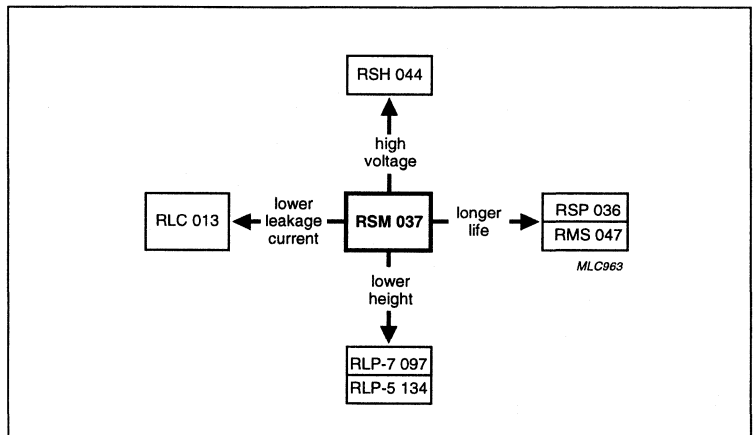 RSH 044
high
voltage
RLC 013
lower
leakage
current
RSM 037
longer
life
RSP 036
RMS 047
MLC963
lower
height
RLP-7 097
RLP-5 134